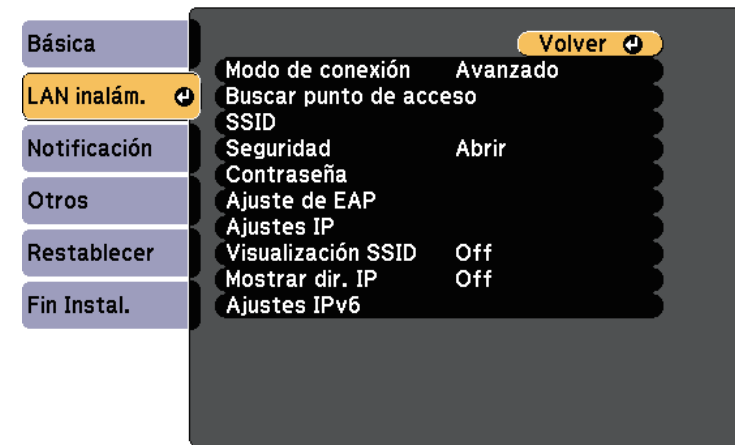 Básica
LAN inalám.
Notificación
Otros
Restablecer
Fin Instal.
Volver
Modo de conexión Avanzado
Buscar punto de acceso
SSID
Seguridad Abrir
Contraseña
Ajuste de EAP
Ajustes IP
Visualización SSID Off
Mostrar dir. IP Off
Ajustes IPv6